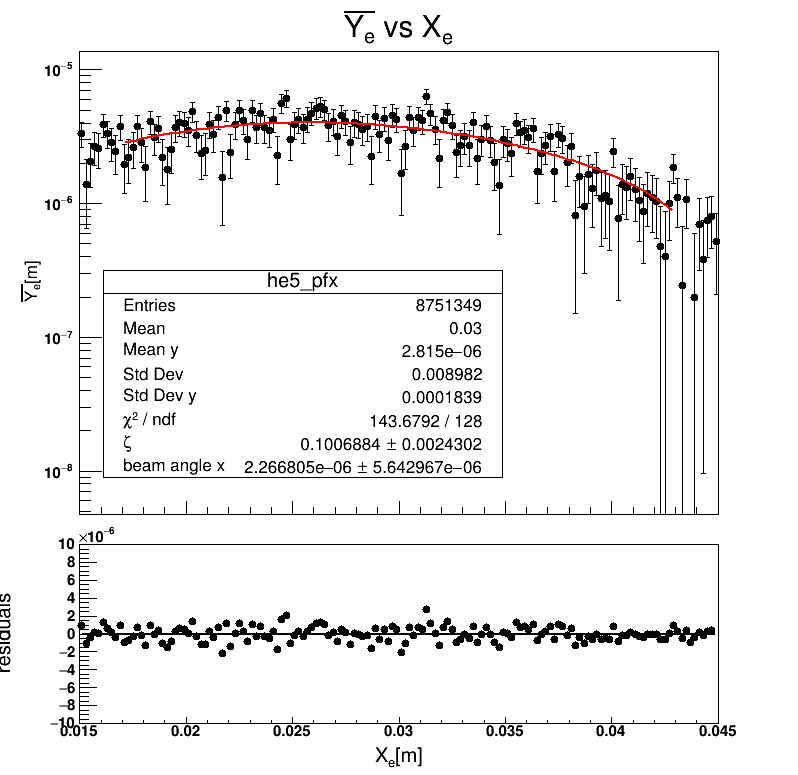 Y̅ₑ vs Xₑ
10⁻⁵
10⁻⁶
10⁻⁷
10⁻⁸
Y̅ₑ[m]
he5_pfx
Entries 8751349
Mean 0.03
Mean y 2.815e−06
Std Dev 0.008982
Std Dev y 0.0001839
χ² / ndf 143.6792 / 128
ζ 0.1006884 ± 0.0024302
beam angle x 2.266805e−06 ± 5.642967e−06
×10⁻⁶
10
8
6
4
2
0
−2
−4
−6
−8
−10
residuals
0.015 0.02 0.025 0.03 0.035 0.04 0.045
Xₑ[m]